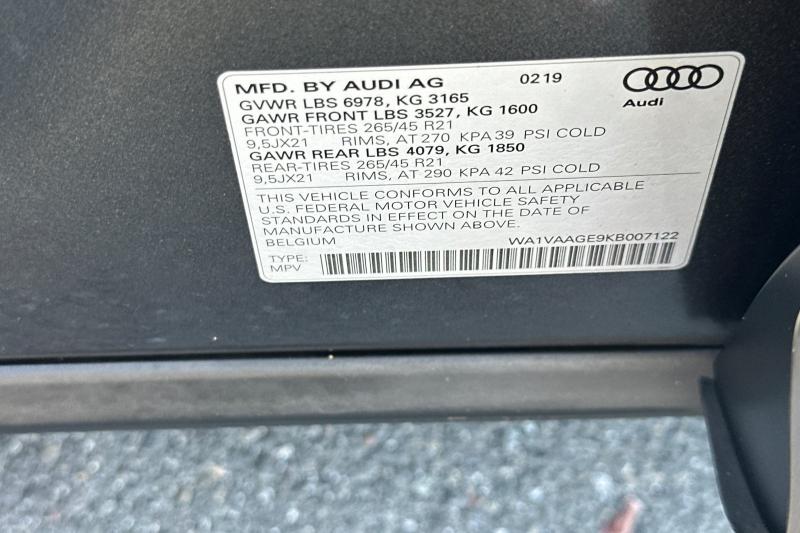 MFD. BY AUDI AG 0219
Audi
GVWR LBS 6978, KG 3165
GAWR FRONT LBS 3527, KG 1600
FRONT-TIRES 265/45 R21
9,5JX21 RIMS, AT 270 KPA 39 PSI COLD
GAWR REAR LBS 4079, KG 1850
REAR-TIRES 265/45 R21
9,5JX21 RIMS, AT 290 KPA 42 PSI COLD
THIS VEHICLE CONFORMS TO ALL APPLICABLE
U.S. FEDERAL MOTOR VEHICLE SAFETY
STANDARDS IN EFFECT ON THE DATE OF
MANUFACTURE SHOWN ABOVE.
BELGIUM WA1VAAGE9KB007122
TYPE:
MPV